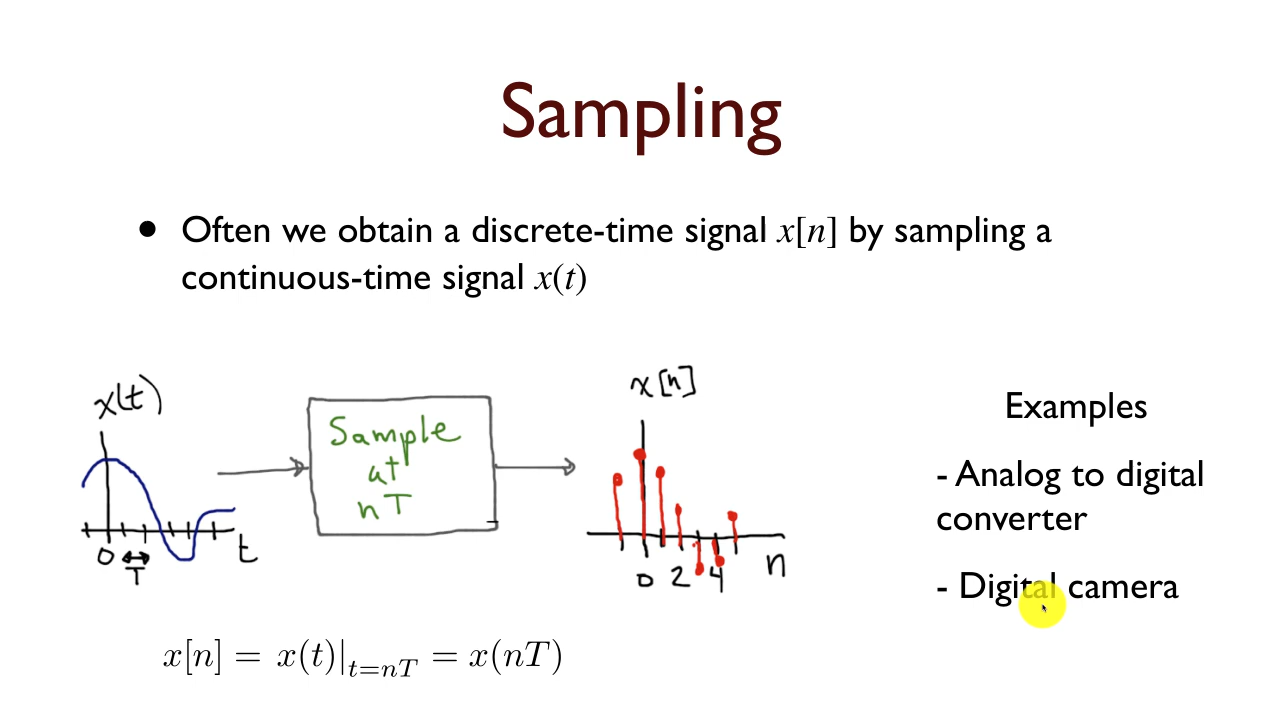 Sampling
• Often we obtain a discrete-time signal x[n] by sampling a
continuous-time signal x(t)
x(t)
Sample
at
nT
x[n]
0
T
t
0 2 4 n
Examples
- Analog to digital
converter
- Digital camera
x[n] = x(t)|t=nT = x(nT)